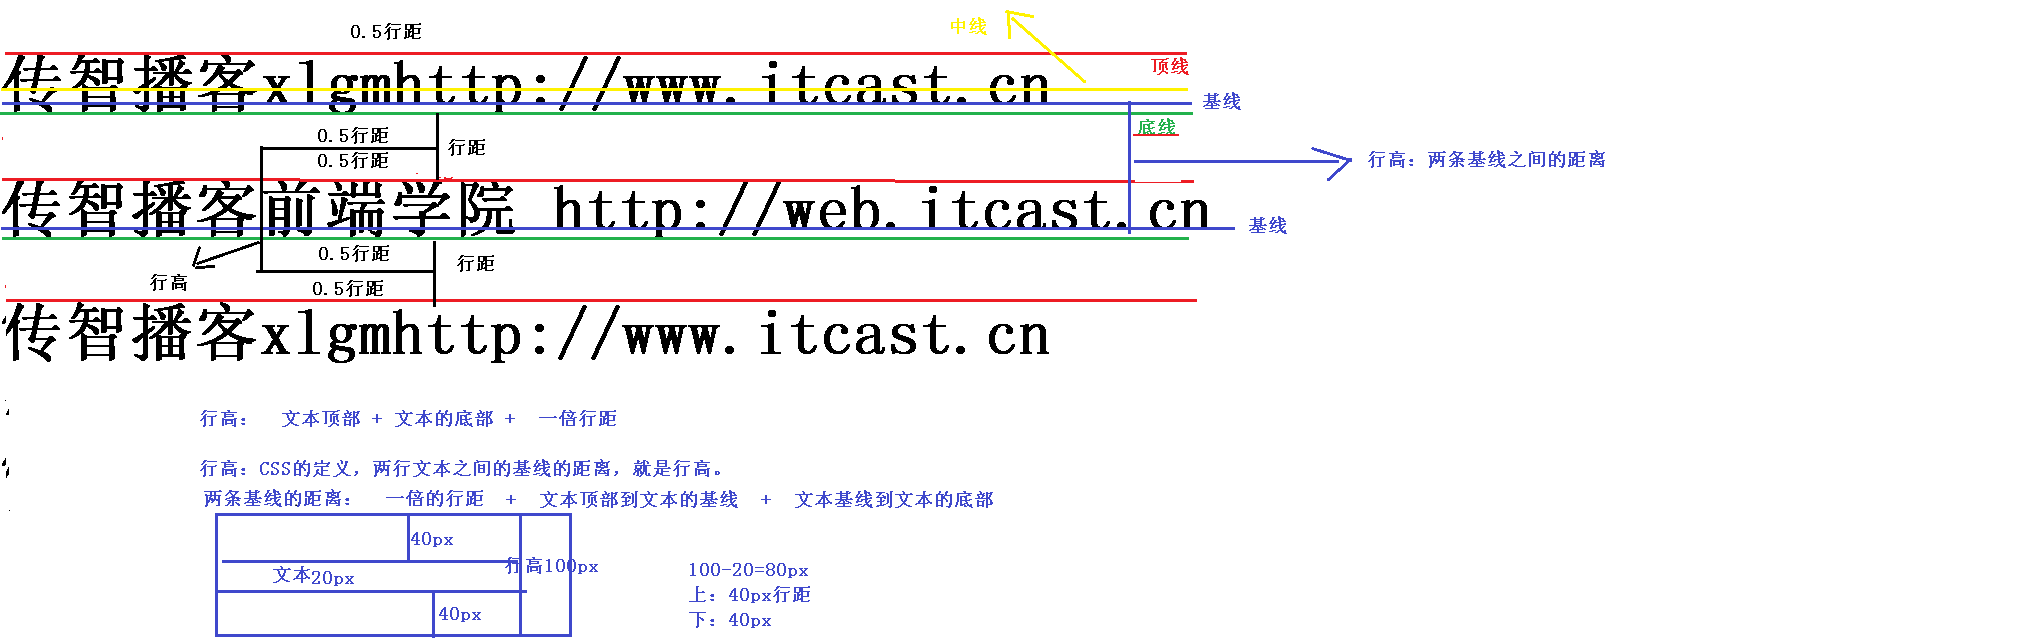 0.5行距
中线
顶线
传智播客xlgmhttp://www.itcast.cn
基线
底线
0.5行距
行距
0.5行距
行高：两条基线之间的距离
传智播客前端学院 http://web.itcast.cn
基线
0.5行距
行距
行高
0.5行距
传智播客xlgmhttp://www.itcast.cn
行高： 文本顶部 + 文本的底部 + 一倍行距
行高：CSS的定义，两行文本之间的基线的距离，就是行高。
两条基线的距离： 一倍的行距 + 文本顶部到文本的基线 + 文本基线到文本的底部
40px
行高100px
文本20px
40px
100-20=80px
上：40px行距
下：40px